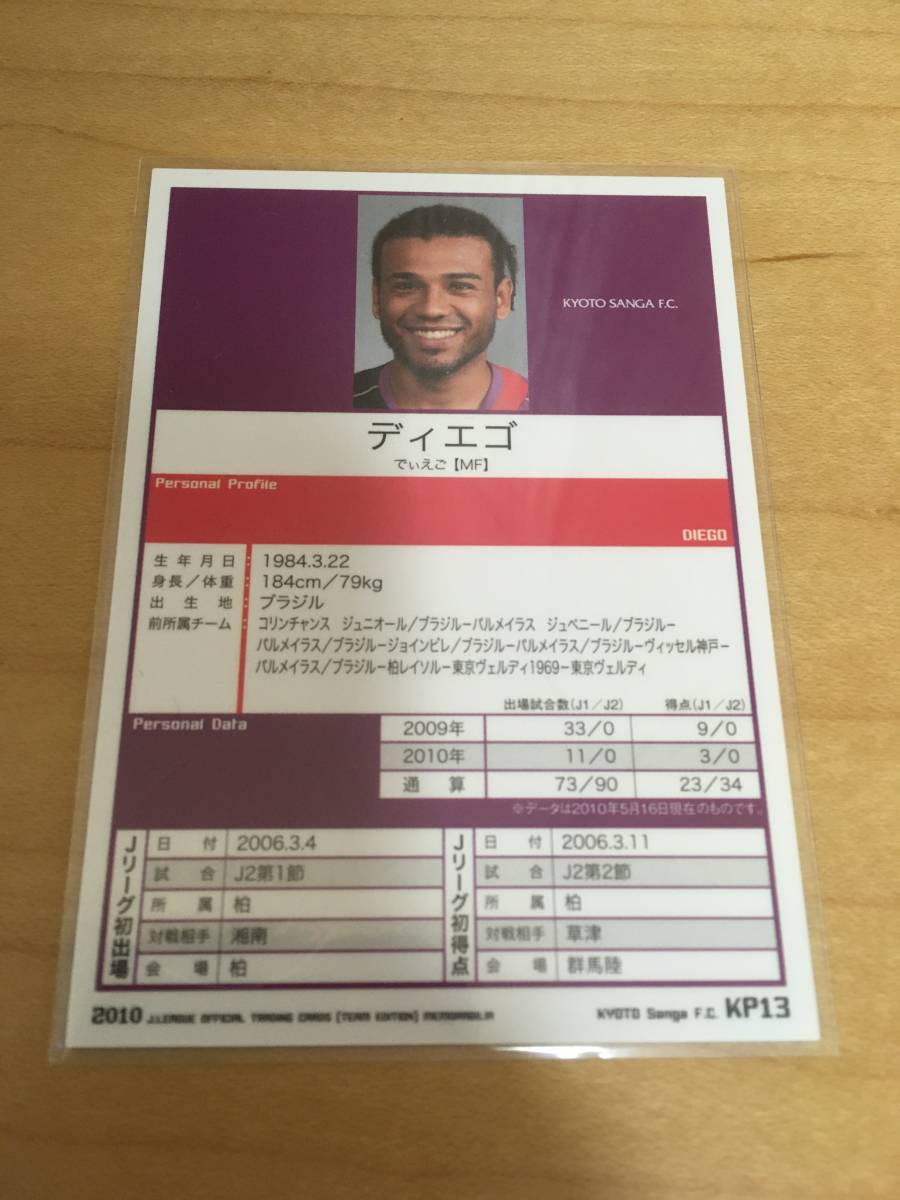 KYOTO SANGA F.C.
ディエゴ
でぃえご【MF】
Personal Profile
DIEGO
生年月日 : 1984.3.22
身長／体重 : 184cm／79kg
出生地 : ブラジル
前所属チーム : コリンチャンス ジュニオール/ブラジルーパルメイラス ジュベニール/ブラジルー
パルメイラス/ブラジルージョインビレ/ブラジルーパルメイラス/ブラジルーヴィッセル神戸ー
パルメイラス/ブラジルー柏レイソルー東京ヴェルディ1969ー東京ヴェルディ
出場試合数(J1／J2) 得点(J1／J2)
Personal Data
2009年 33／0 9／0
2010年 11／0 3／0
通算 73／90 23／34
※データは2010年5月16日現在のものです。
Jリーグ初出場
日付 2006.3.4
試合 J2第1節
所属 柏
対戦相手 湘南
会場 柏
Jリーグ初得点
日付 2006.3.11
試合 J2第2節
所属 柏
対戦相手 草津
会場 群馬陸
2010 J.LEAGUE OFFICIAL TRADING CARDS [TEAM EDITION] MEMORABILIA
KYOTO Sanga F.C. KP13